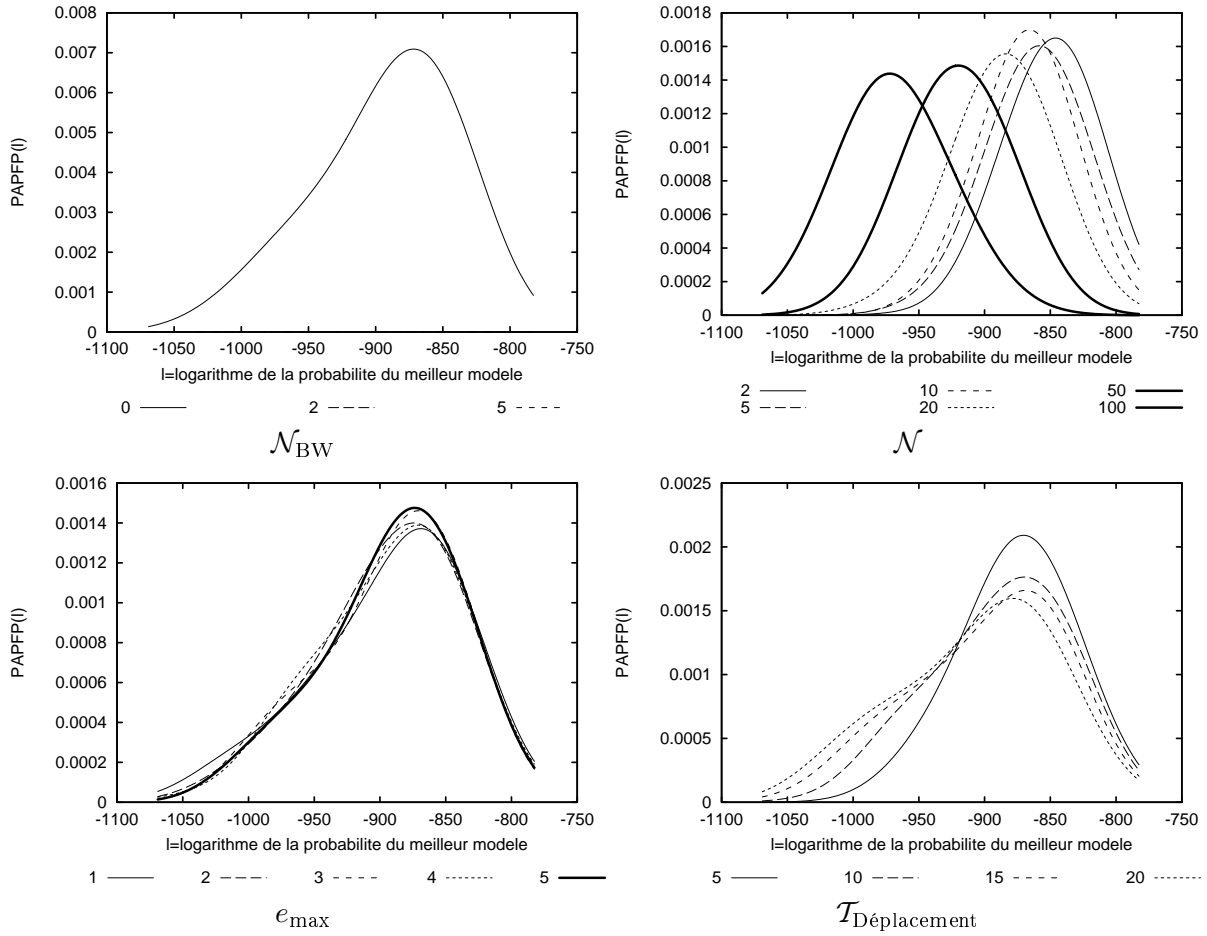 0.008
0.007
0.006
0.005
0.004
0.003
0.002
0.001
0
PAPFP(l)
-1100 -1050 -1000 -950 -900 -850 -800 -750
l=logarithme de la probabilite du meilleur modele
0 2 5
𝒩BW
0.0018
0.0016
0.0014
0.0012
0.001
0.0008
0.0006
0.0004
0.0002
0
PAPFP(l)
-1100 -1050 -1000 -950 -900 -850 -800 -750
l=logarithme de la probabilite du meilleur modele
2 10 50
5 20 100
𝒩
0.0016
0.0014
0.0012
0.001
0.0008
0.0006
0.0004
0.0002
0
PAPFP(l)
-1100 -1050 -1000 -950 -900 -850 -800 -750
l=logarithme de la probabilite du meilleur modele
1 2 3 4 5
emax
0.0025
0.002
0.0015
0.001
0.0005
0
PAPFP(l)
-1100 -1050 -1000 -950 -900 -850 -800 -750
l=logarithme de la probabilite du meilleur modele
5 10 15 20
𝒯Déplacement